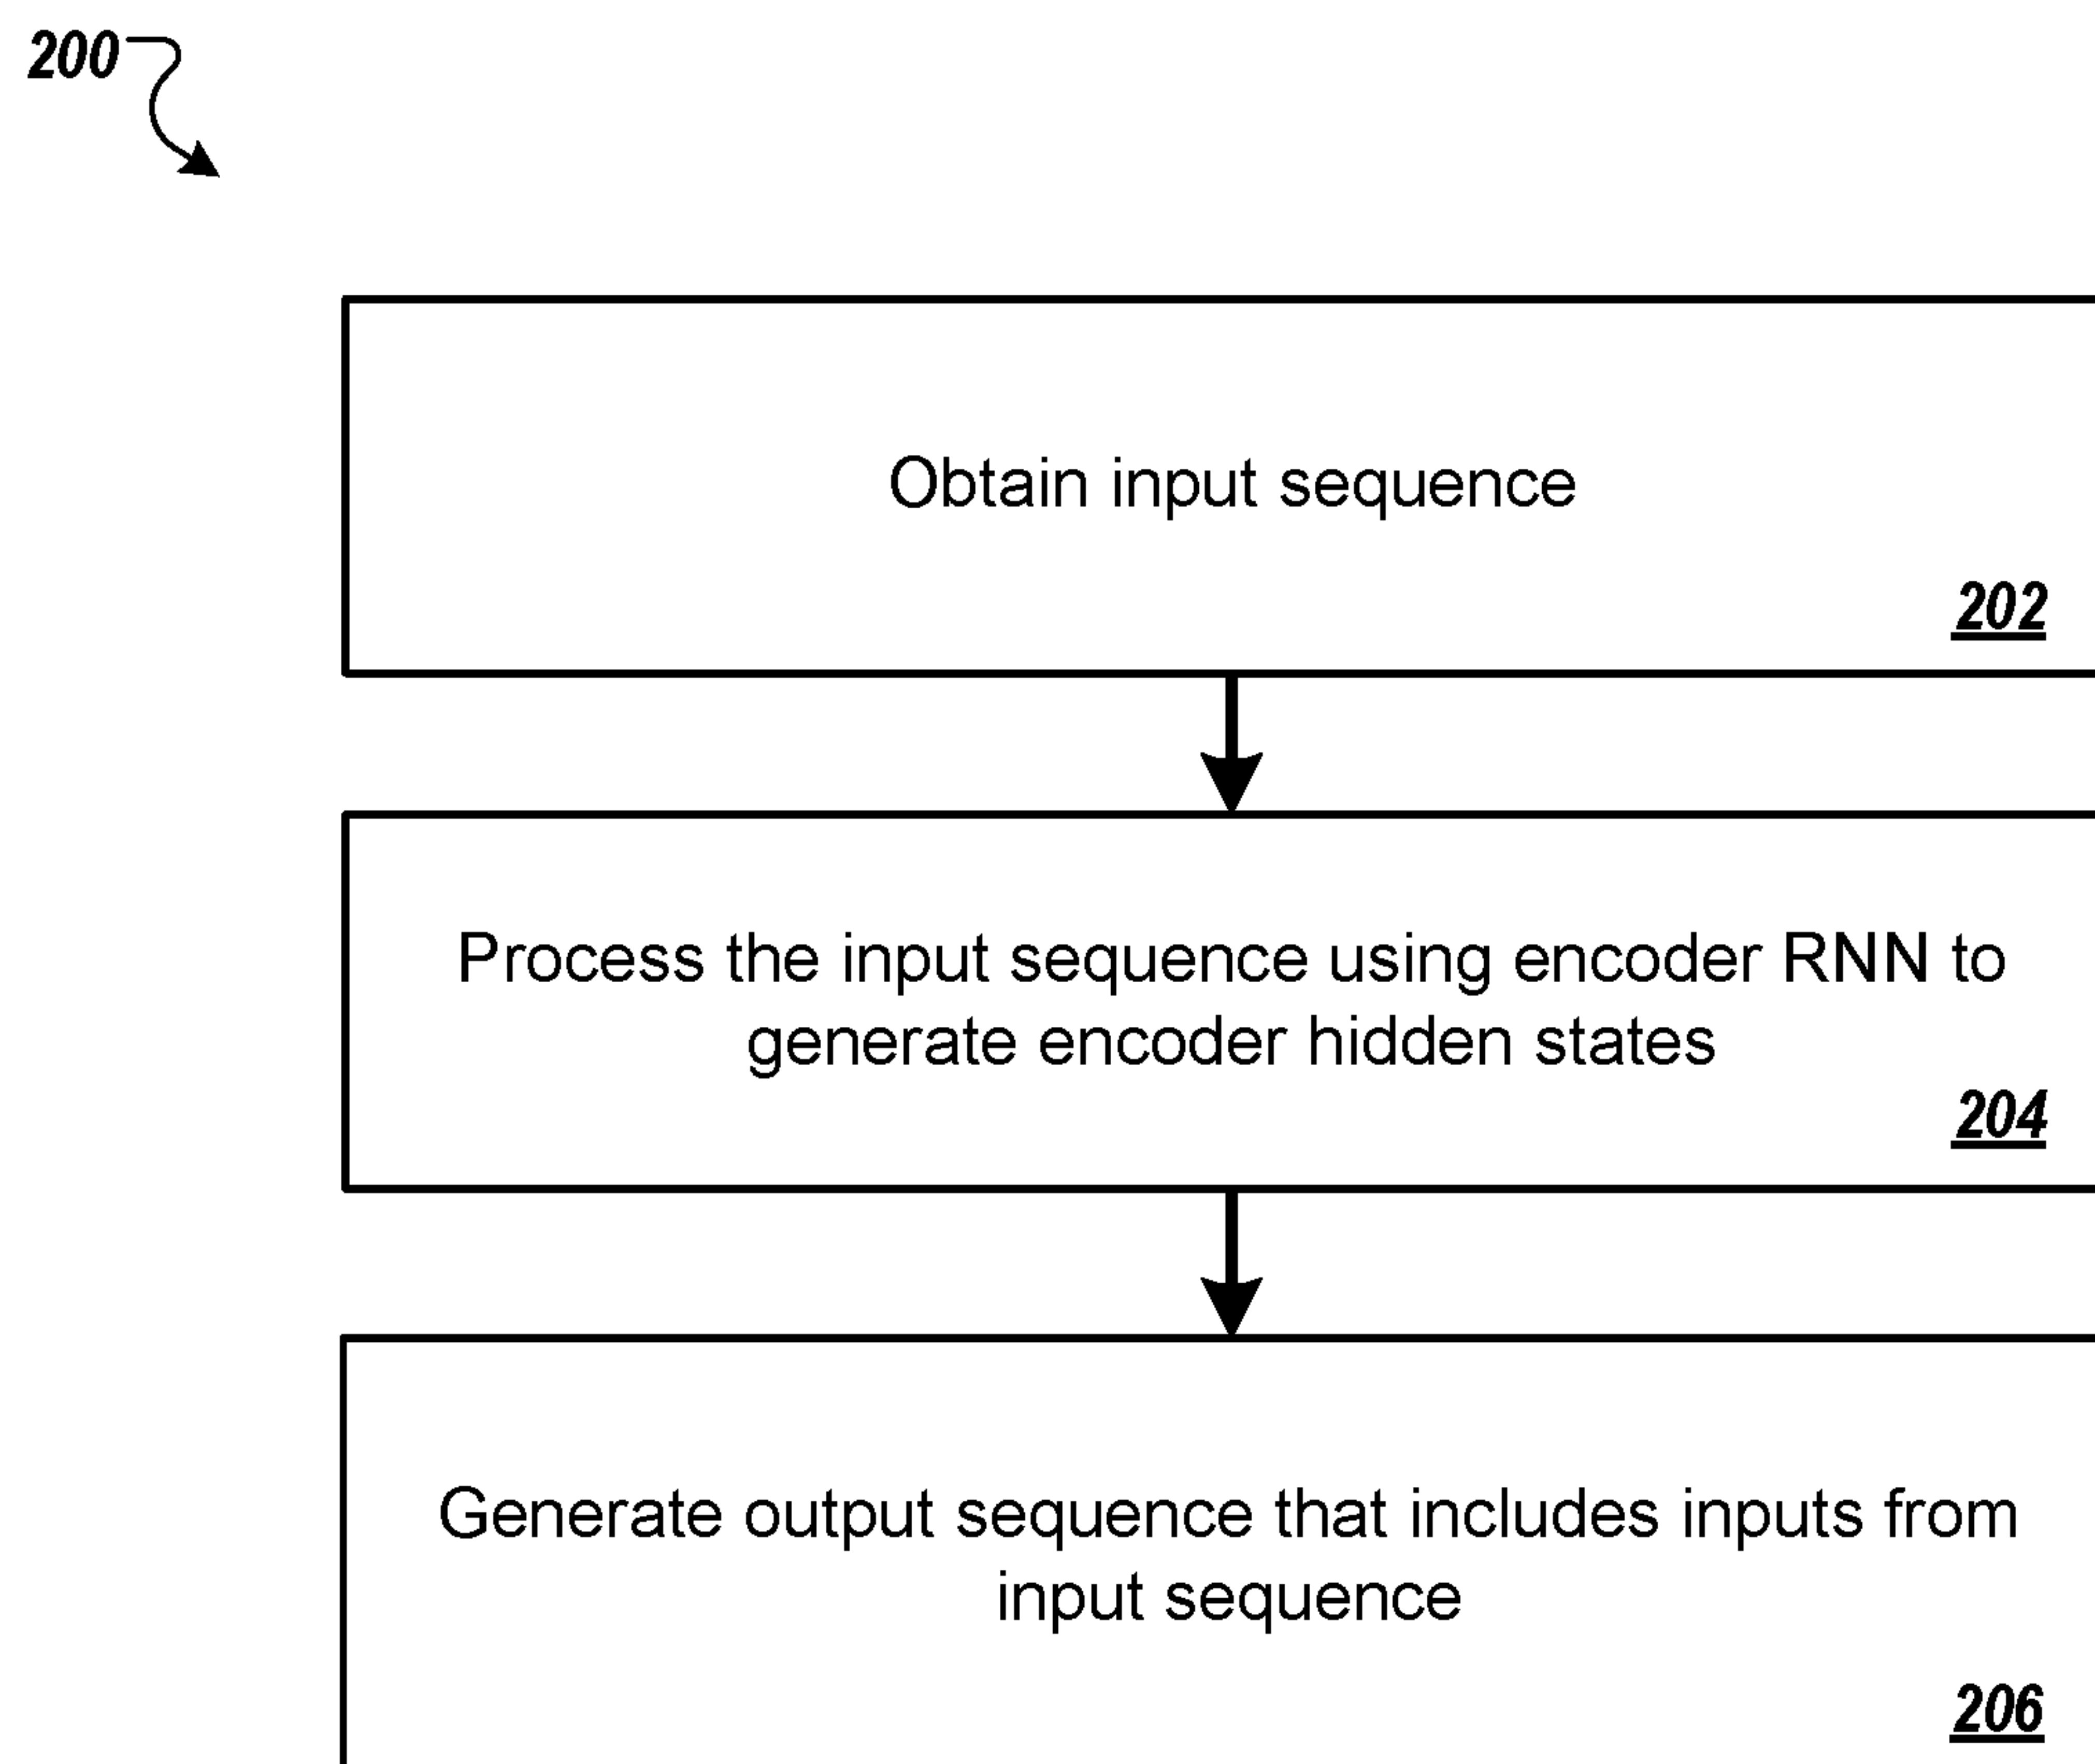 200
Obtain input sequence
202
Process the input sequence using encoder RNN to
generate encoder hidden states
204
Generate output sequence that includes inputs from
input sequence
206